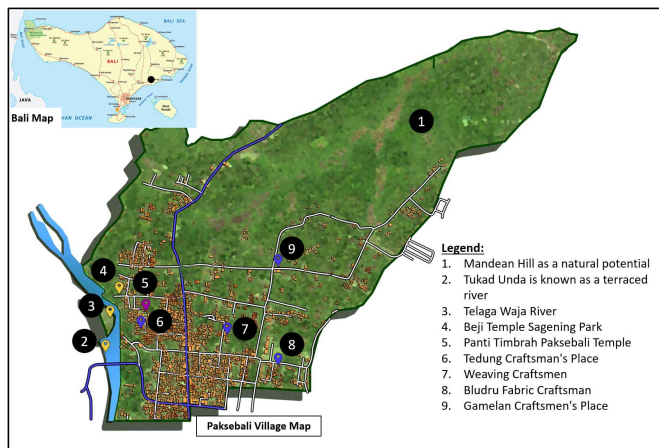 BALI SEA
BALI
JAVA
Bali Map
1
9
4
5
3
6
7
2
8
Legend:
1. Mandean Hill as a natural potential
2. Tukad Unda is known as a terraced
river
3. Telaga Waja River
4. Beji Temple Sagening Park
5. Panti Timbrah Paksebali Temple
6. Tedung Craftsman's Place
7. Weaving Craftsmen
8. Bludru Fabric Craftsman
9. Gamelan Craftsmen's Place
Paksebali Village Map